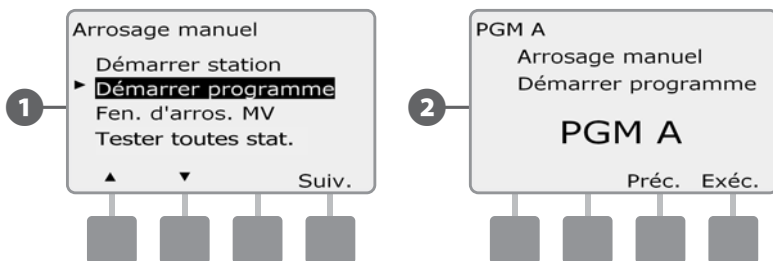 Arrosage manuel
Démarrer station
Démarrer programme
Fen. d'arros. MV
Tester toutes stat.
Suiv.
1
PGM A
Arrosage manuel
Démarrer programme
PGM A
Préc. Exéc.
2